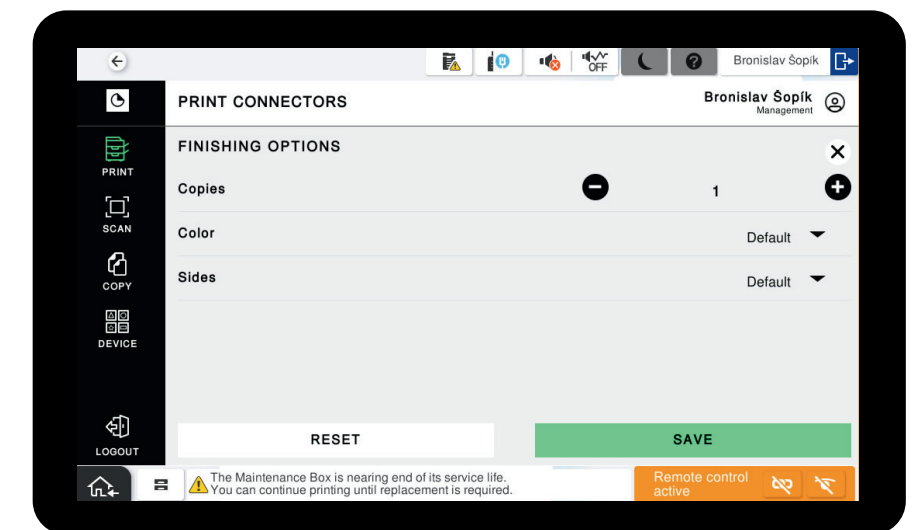 OFF
Bronislav Šopík
PRINT CONNECTORS
Bronislav Šopík
Management
PRINT
SCAN
COPY
DEVICE
LOGOUT
FINISHING OPTIONS
Copies
1
Color
Default
Sides
Default
RESET
SAVE
The Maintenance Box is nearing end of its service life.
You can continue printing until replacement is required.
Remote control
active